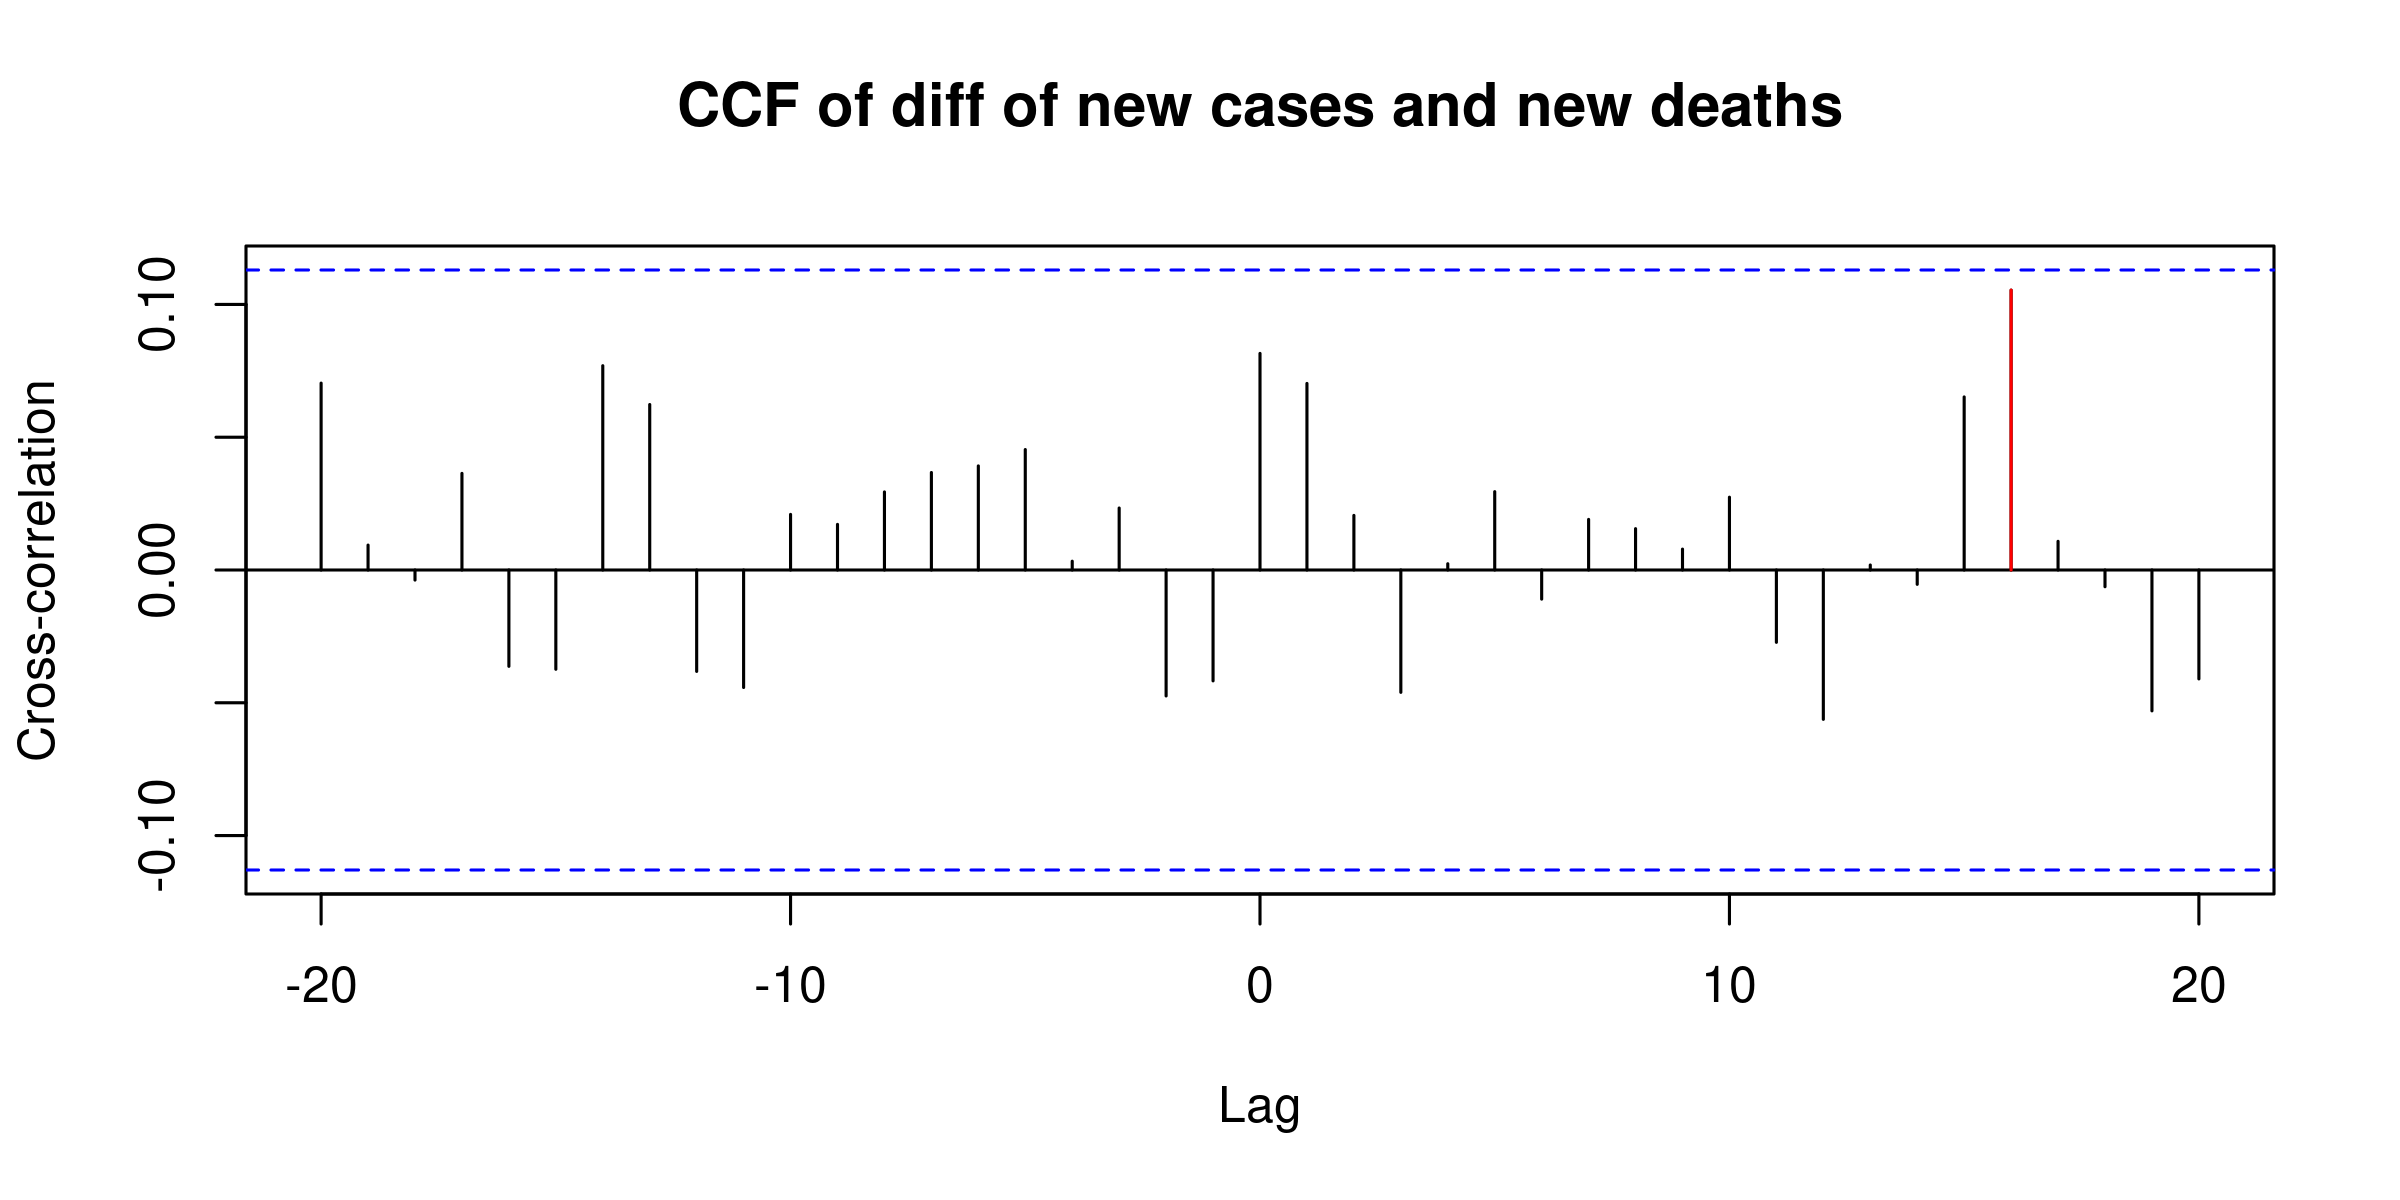 CCF of diff of new cases and new deaths
Cross-correlation
0.10
0.00
-0.10
-20 -10 0 10 20
Lag